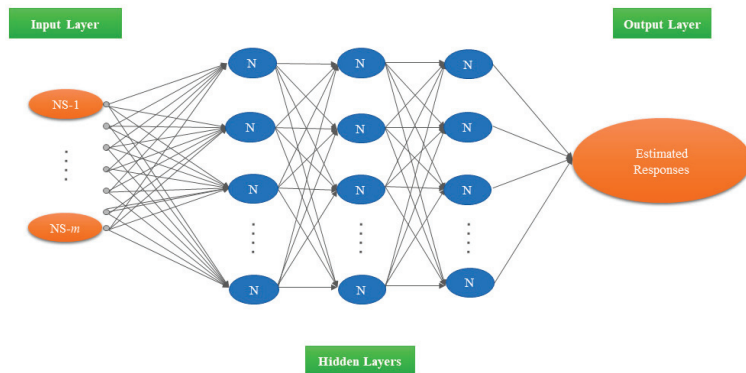 Input Layer
Output Layer
N N N
NS-1
N N N
Estimated
Responses
N N N
NS-m
N N N
Hidden Layers